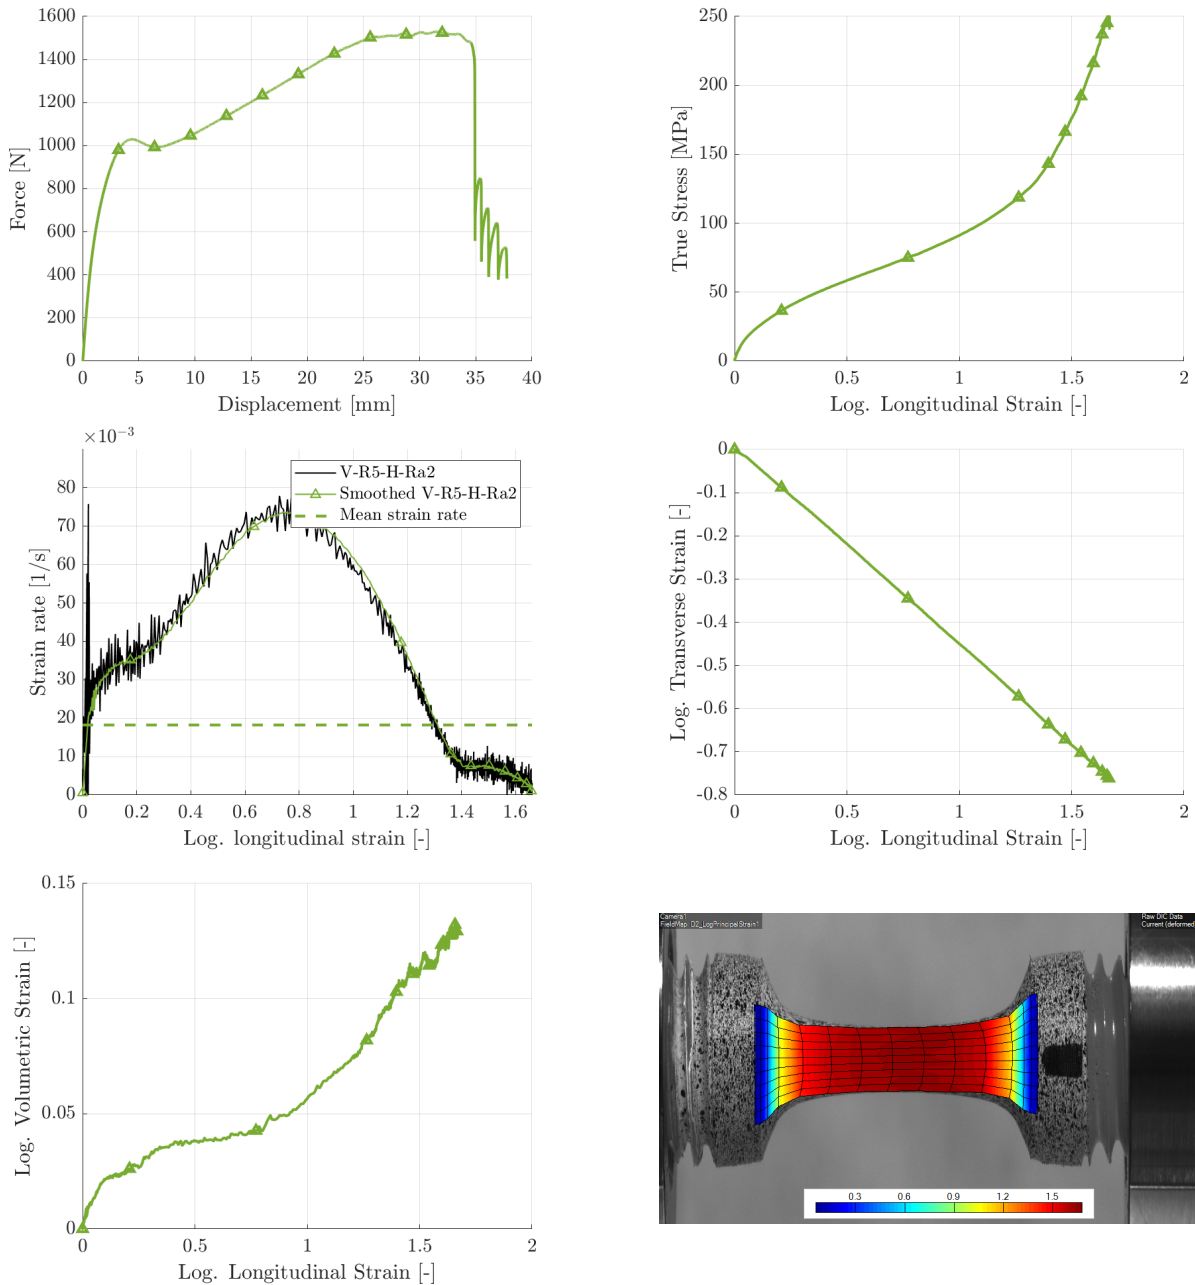 1600
1400
1200
1000
800
600
400
200
0
0 5 10 15 20 25 30 35 40
Force [N]
Displacement [mm]
250
200
150
100
50
0
0 0.5 1 1.5 2
True Stress [MPa]
Log. Longitudinal Strain [-]
×10⁻³
80
70
60
50
40
30
20
10
0
0 0.2 0.4 0.6 0.8 1 1.2 1.4 1.6
Strain rate [1/s]
Log. longitudinal strain [-]
V-R5-H-Ra2
Smoothed V-R5-H-Ra2
Mean strain rate
0
-0.1
-0.2
-0.3
-0.4
-0.5
-0.6
-0.7
-0.8
0 0.5 1 1.5 2
Log. Transverse Strain [-]
Log. Longitudinal Strain [-]
0.15
0.1
0.05
0
0 0.5 1 1.5 2
Log. Volumetric Strain [-]
Log. Longitudinal Strain [-]
Camera1
FieldMap: D2_LogPrincipalStrain1
Raw DIC Data
Current (deformed
0.3 0.6 0.9 1.2 1.5